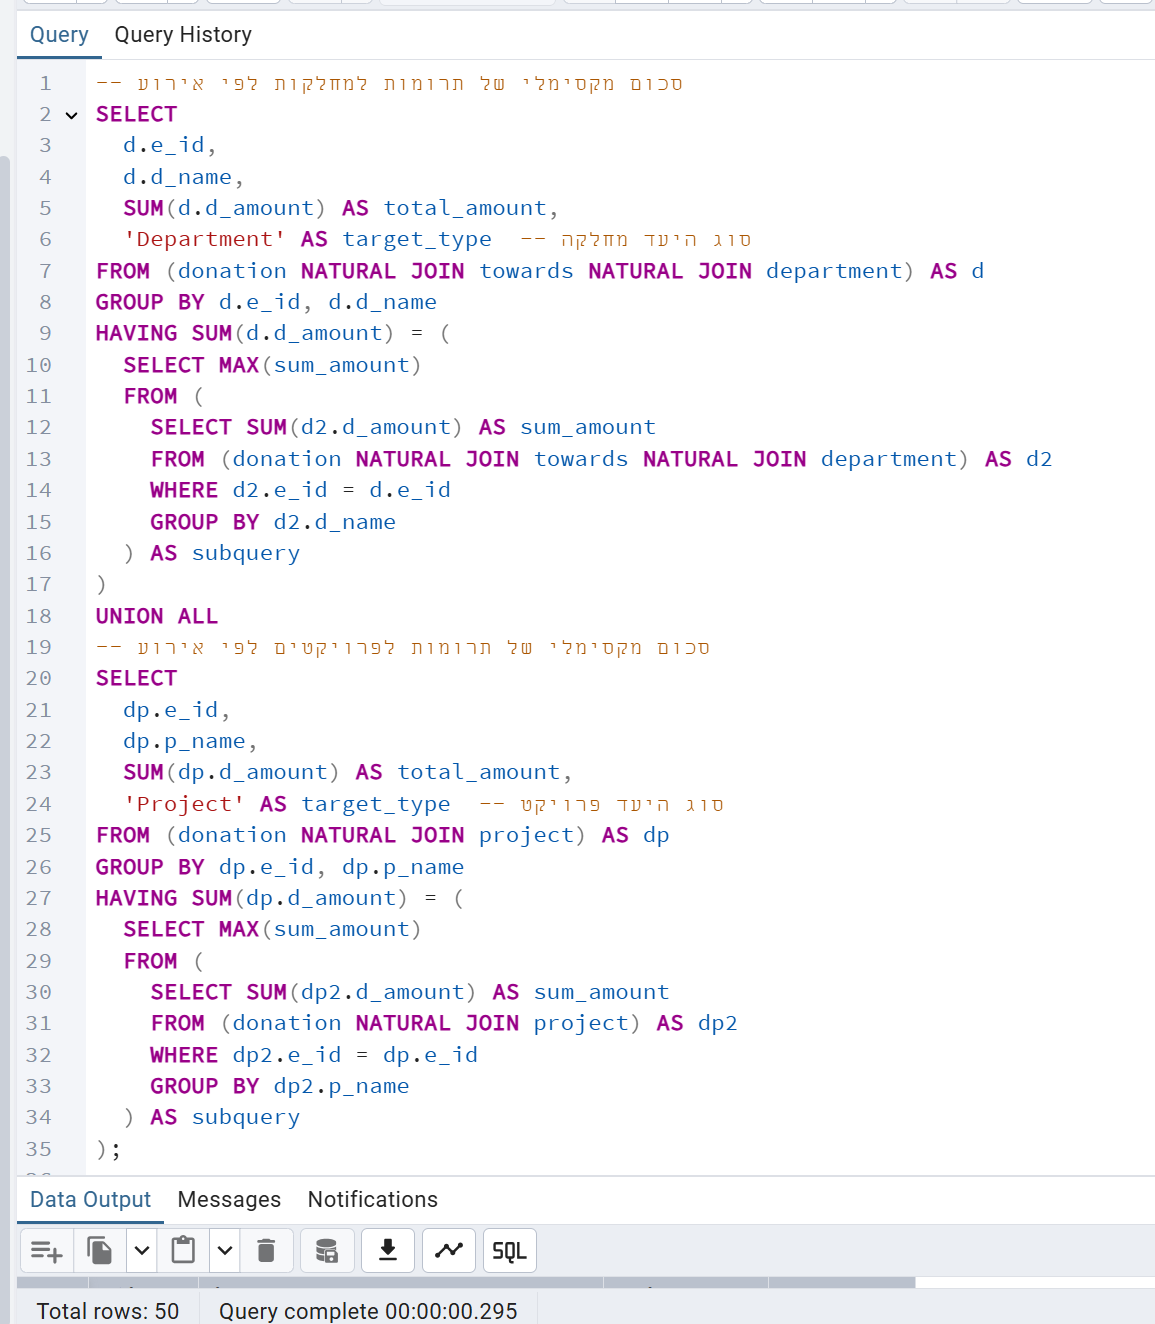 Query Query History
1 -- סכום מקסימלי של תרומות למחלקות לפי אירוע
2 SELECT
3 d.e_id,
4 d.d_name,
5 SUM(d.d_amount) AS total_amount,
6 'Department' AS target_type -- סוג היעד מחלקה
7 FROM (donation NATURAL JOIN towards NATURAL JOIN department) AS d
8 GROUP BY d.e_id, d.d_name
9 HAVING SUM(d.d_amount) = (
10 SELECT MAX(sum_amount)
11 FROM (
12 SELECT SUM(d2.d_amount) AS sum_amount
13 FROM (donation NATURAL JOIN towards NATURAL JOIN department) AS d2
14 WHERE d2.e_id = d.e_id
15 GROUP BY d2.d_name
16 ) AS subquery
17 )
18 UNION ALL
19 -- סכום מקסימלי של תרומות לפרויקטים לפי אירוע
20 SELECT
21 dp.e_id,
22 dp.p_name,
23 SUM(dp.d_amount) AS total_amount,
24 'Project' AS target_type -- סוג היעד פרויקט
25 FROM (donation NATURAL JOIN project) AS dp
26 GROUP BY dp.e_id, dp.p_name
27 HAVING SUM(dp.d_amount) = (
28 SELECT MAX(sum_amount)
29 FROM (
30 SELECT SUM(dp2.d_amount) AS sum_amount
31 FROM (donation NATURAL JOIN project) AS dp2
32 WHERE dp2.e_id = dp.e_id
33 GROUP BY dp2.p_name
34 ) AS subquery
35 );
Data Output Messages Notifications
SQL
Total rows: 50 Query complete 00:00:00.295